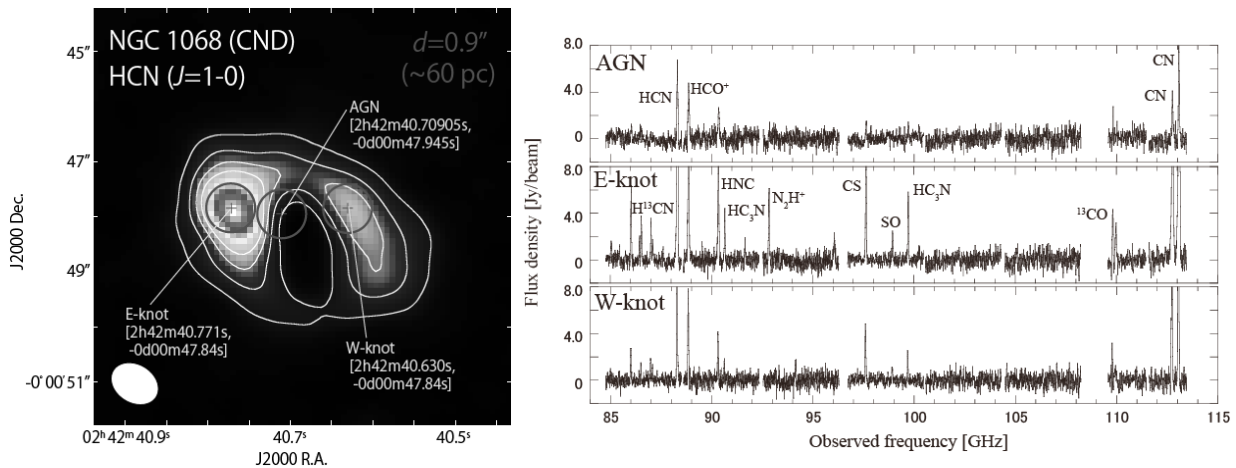 NGC 1068 (CND)
HCN (J=1-0)
d=0.9”
(~60 pc)
AGN
[2h42m40.70905s,
-0d00m47.945s]
E-knot
[2h42m40.771s,
-0d00m47.84s]
W-knot
[2h42m40.630s,
-0d00m47.84s]
45”
47”
49”
-0° 00’ 51”
J2000 Dec.
02ʰ 42ᵐ 40.9ˢ
40.7ˢ
40.5ˢ
J2000 R.A.
Flux density [Jy/beam]
8.0
4.0
0
AGN
HCN
HCO⁺
CN
CN
8.0
4.0
0
E-knot
H¹³CN
HNC
HC₃N
N₂H⁺
CS
SO
HC₃N
¹³CO
8.0
4.0
0
W-knot
85
90
95
100
105
110
115
Observed frequency [GHz]